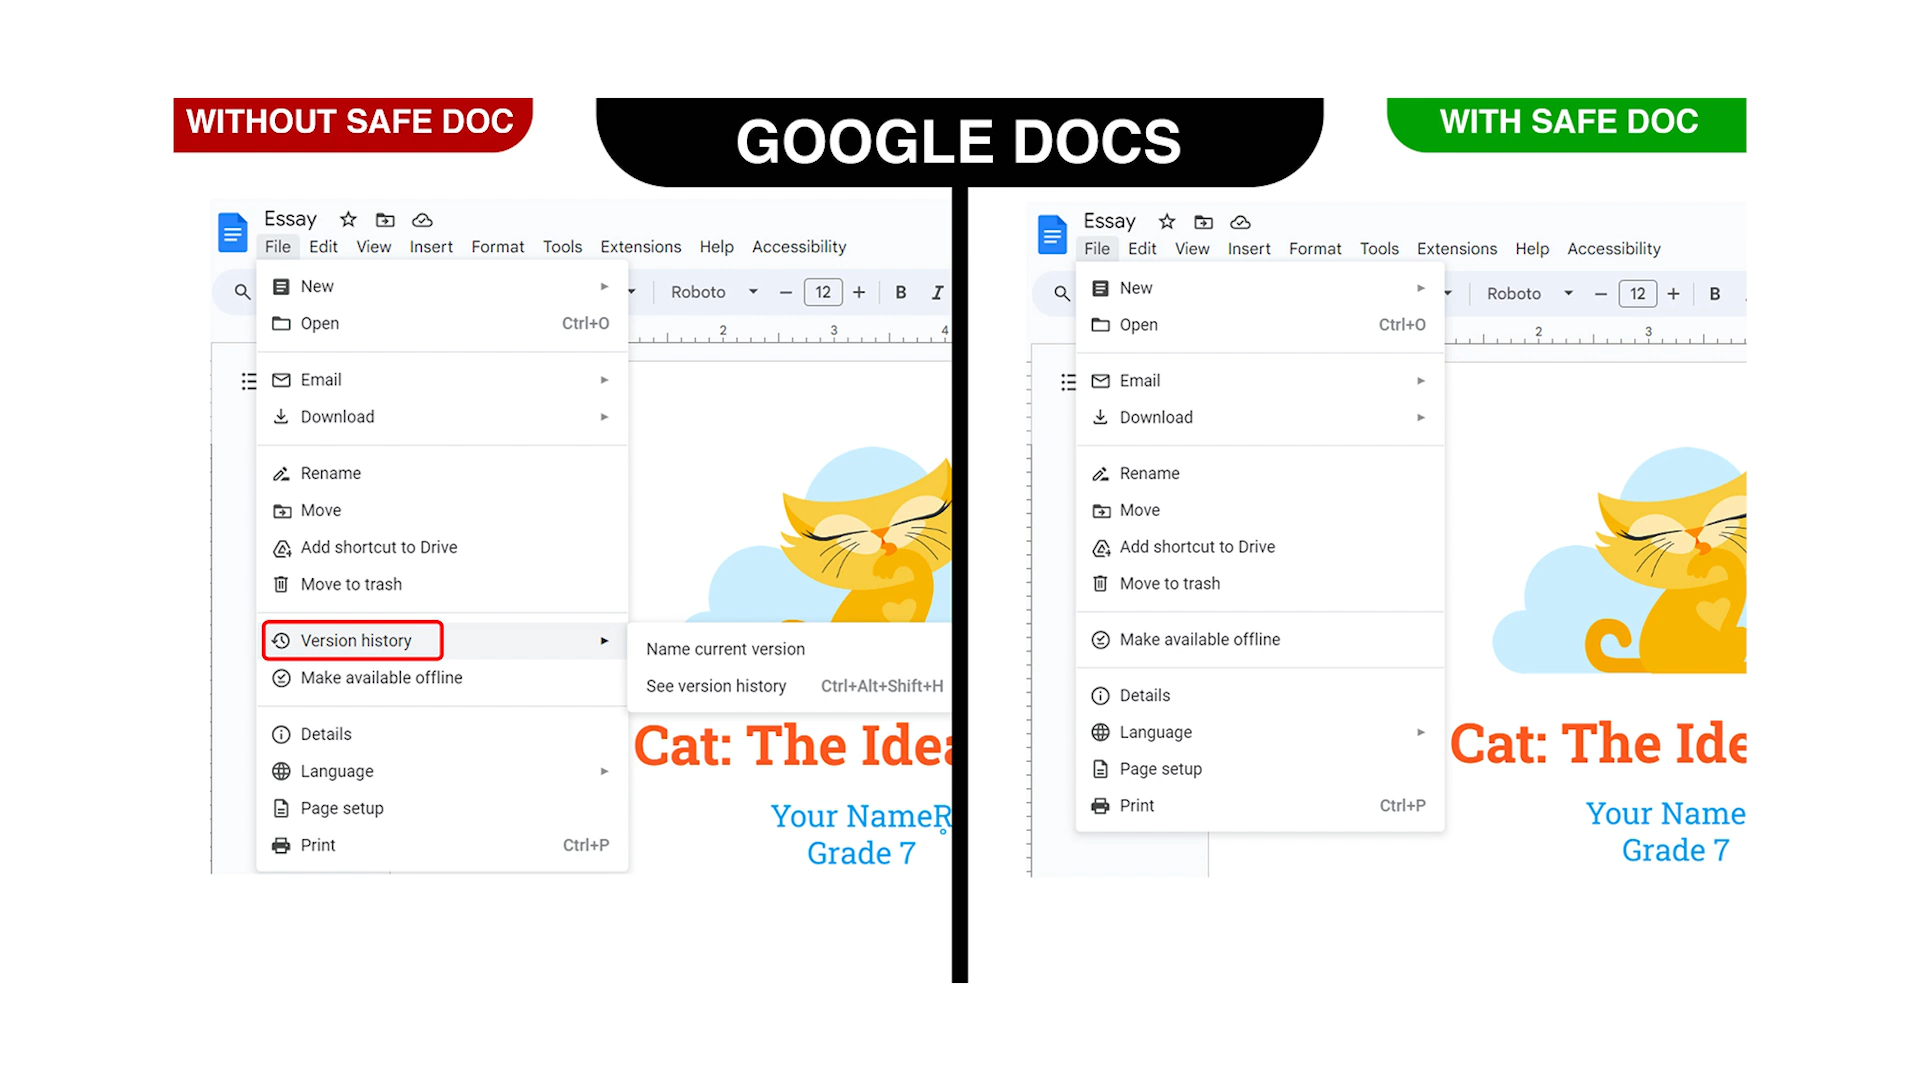 WITHOUT SAFE DOC
GOOGLE DOCS
WITH SAFE DOC
Essay
File Edit View Insert Format Tools Extensions Help Accessibility
Roboto 12 B I
New
Open Ctrl+O
2 3 4
Email
Download
Rename
Move
Add shortcut to Drive
Move to trash
Version history
Name current version
See version history Ctrl+Alt+Shift+H
Make available offline
Details
Language
Page setup
Print Ctrl+P
Cat: The Idea
Your NameR
Grade 7
Essay
File Edit View Insert Format Tools Extensions Help Accessibility
Roboto 12 B
New
Open Ctrl+O
2 3
Email
Download
Rename
Move
Add shortcut to Drive
Move to trash
Make available offline
Details
Language
Page setup
Print Ctrl+P
Cat: The Ide
Your Name
Grade 7